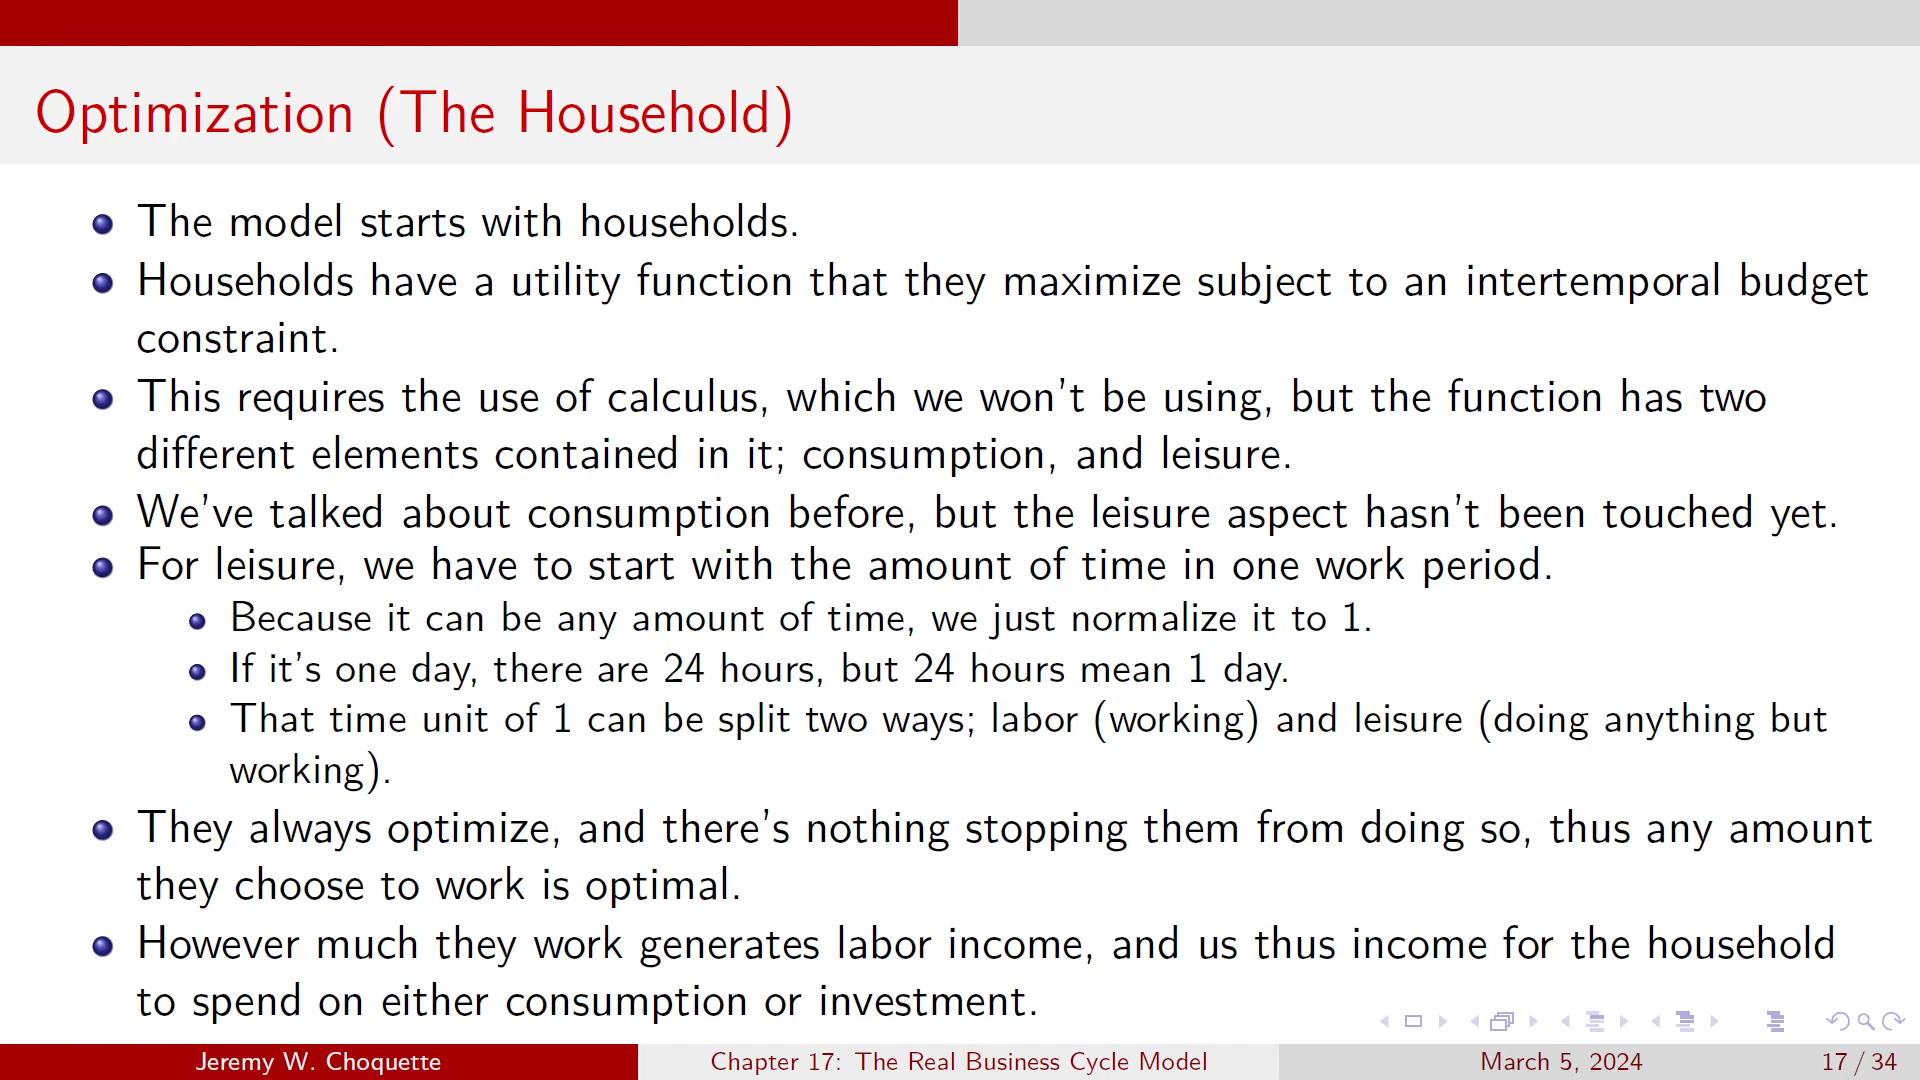 Optimization (The Household)
The model starts with households.
Households have a utility function that they maximize subject to an intertemporal budget
constraint.
This requires the use of calculus, which we won't be using, but the function has two
different elements contained in it; consumption, and leisure.
We've talked about consumption before, but the leisure aspect hasn't been touched yet.
For leisure, we have to start with the amount of time in one work period.
Because it can be any amount of time, we just normalize it to 1.
If it's one day, there are 24 hours, but 24 hours mean 1 day.
That time unit of 1 can be split two ways; labor (working) and leisure (doing anything but
working).
They always optimize, and there's nothing stopping them from doing so, thus any amount
they choose to work is optimal.
However much they work generates labor income, and us thus income for the household
to spend on either consumption or investment.
Jeremy W. Choquette
Chapter 17: The Real Business Cycle Model
March 5, 2024
17 / 34